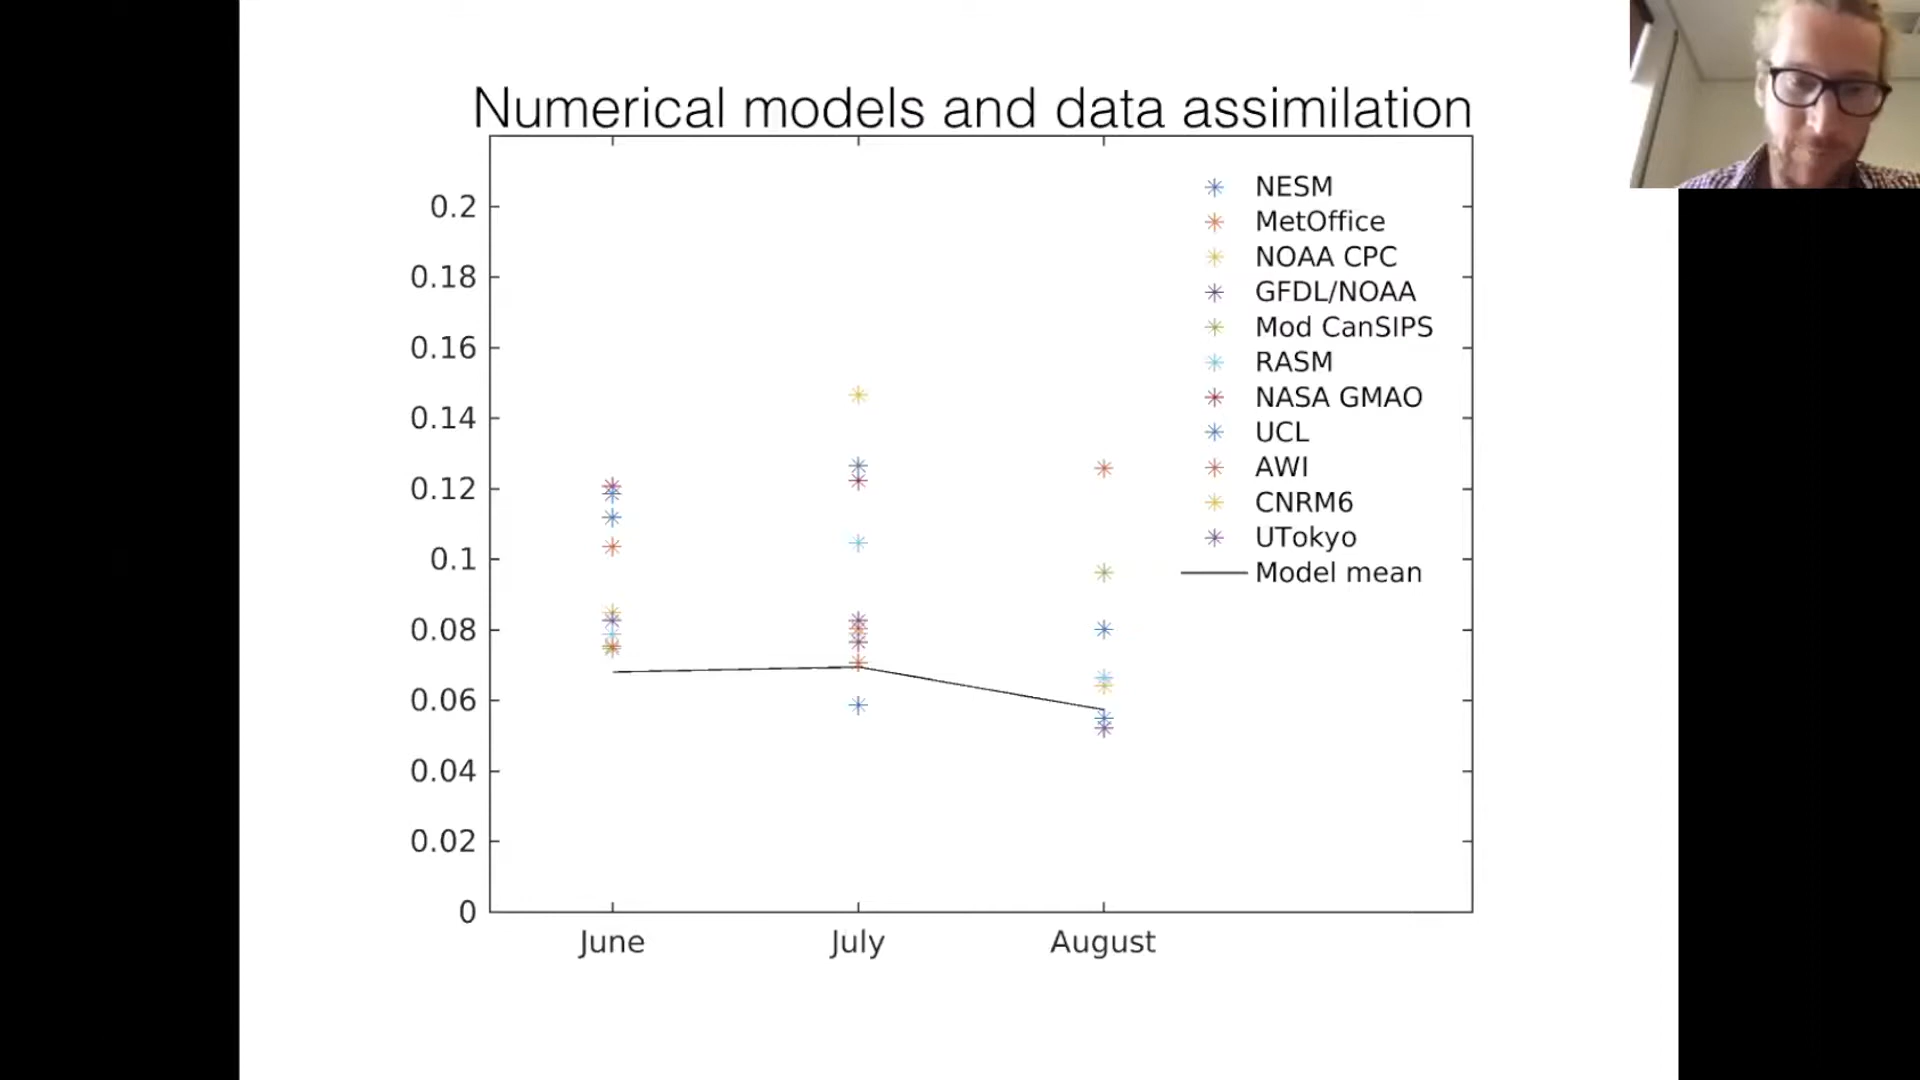 Numerical models and data assimilation
0.2
0.18
0.16
0.14
0.12
0.1
0.08
0.06
0.04
0.02
0
June July August
NESM
MetOffice
NOAA CPC
GFDL/NOAA
Mod CanSIPS
RASM
NASA GMAO
UCL
AWI
CNRM6
UTokyo
Model mean